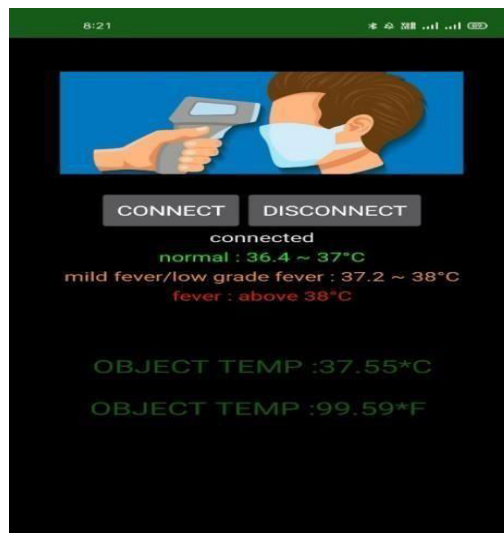 8:21
CONNECT DISCONNECT
connected
normal : 36.4 ~ 37°C
mild fever/low grade fever : 37.2 ~ 38°C
fever : above 38°C
OBJECT TEMP :37.55*C
OBJECT TEMP :99.59*F